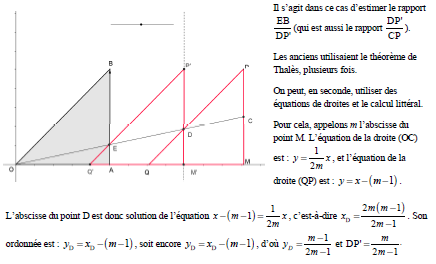 Il s'agit dans ce cas d'estimer le rapport
EB/DP' (qui est aussi le rapport DP'/CP ).
Les anciens utilisaient le théorème de
Thalès, plusieurs fois.
On peut, en seconde, utiliser des
équations de droites et le calcul littéral.
Pour cela, appelons m l'abscisse du
point M. L'équation de la droite (OC)
est : y = 1/2m x , et l'équation de la
droite (QP) est : y = x − (m − 1) .
B
P'
E
D
C
O
O'
A
Q
M'
M
L'abscisse du point D est donc solution de l'équation x − (m − 1) = 1/2m x , c'est-à-dire x_D = 2m(m − 1)/2m − 1 . Son
ordonnée est : y_D = x_D − (m − 1) , soit encore y_D = x_D − (m − 1) , d'où y_D = m − 1/2m − 1 et DP' = m/2m − 1 .